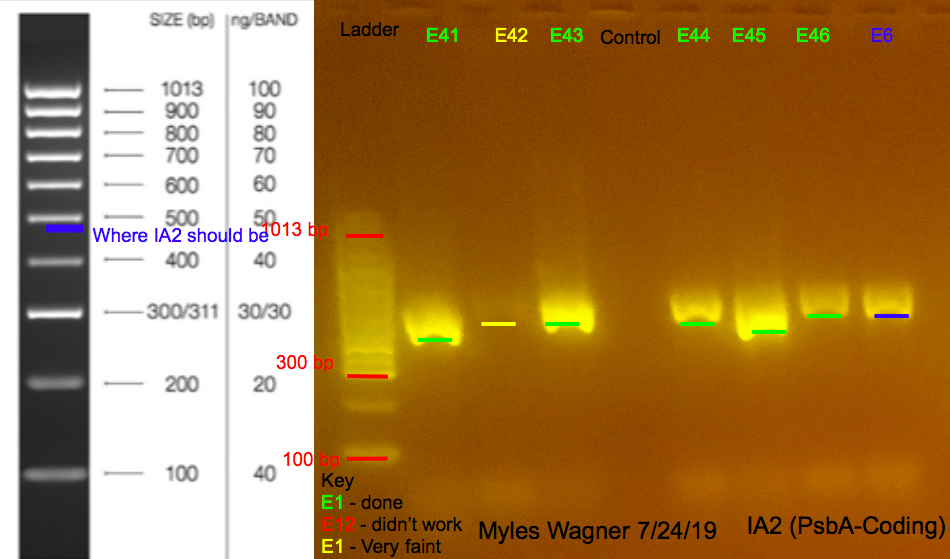 SIZE (bp) ng/BAND
1013 100
900 90
800 80
700 70
600 60
500 50
Where IA2 should be
400 40
300/311 30/30
200 20
100 40
Ladder E41 E42 E43 Control E44 E45 E46 E6
1013 bp
300 bp
100 bp
Key
E1 - done
E12 - didn't work
E1 - Very faint
Myles Wagner 7/24/19
IA2 (PsbA-Coding)